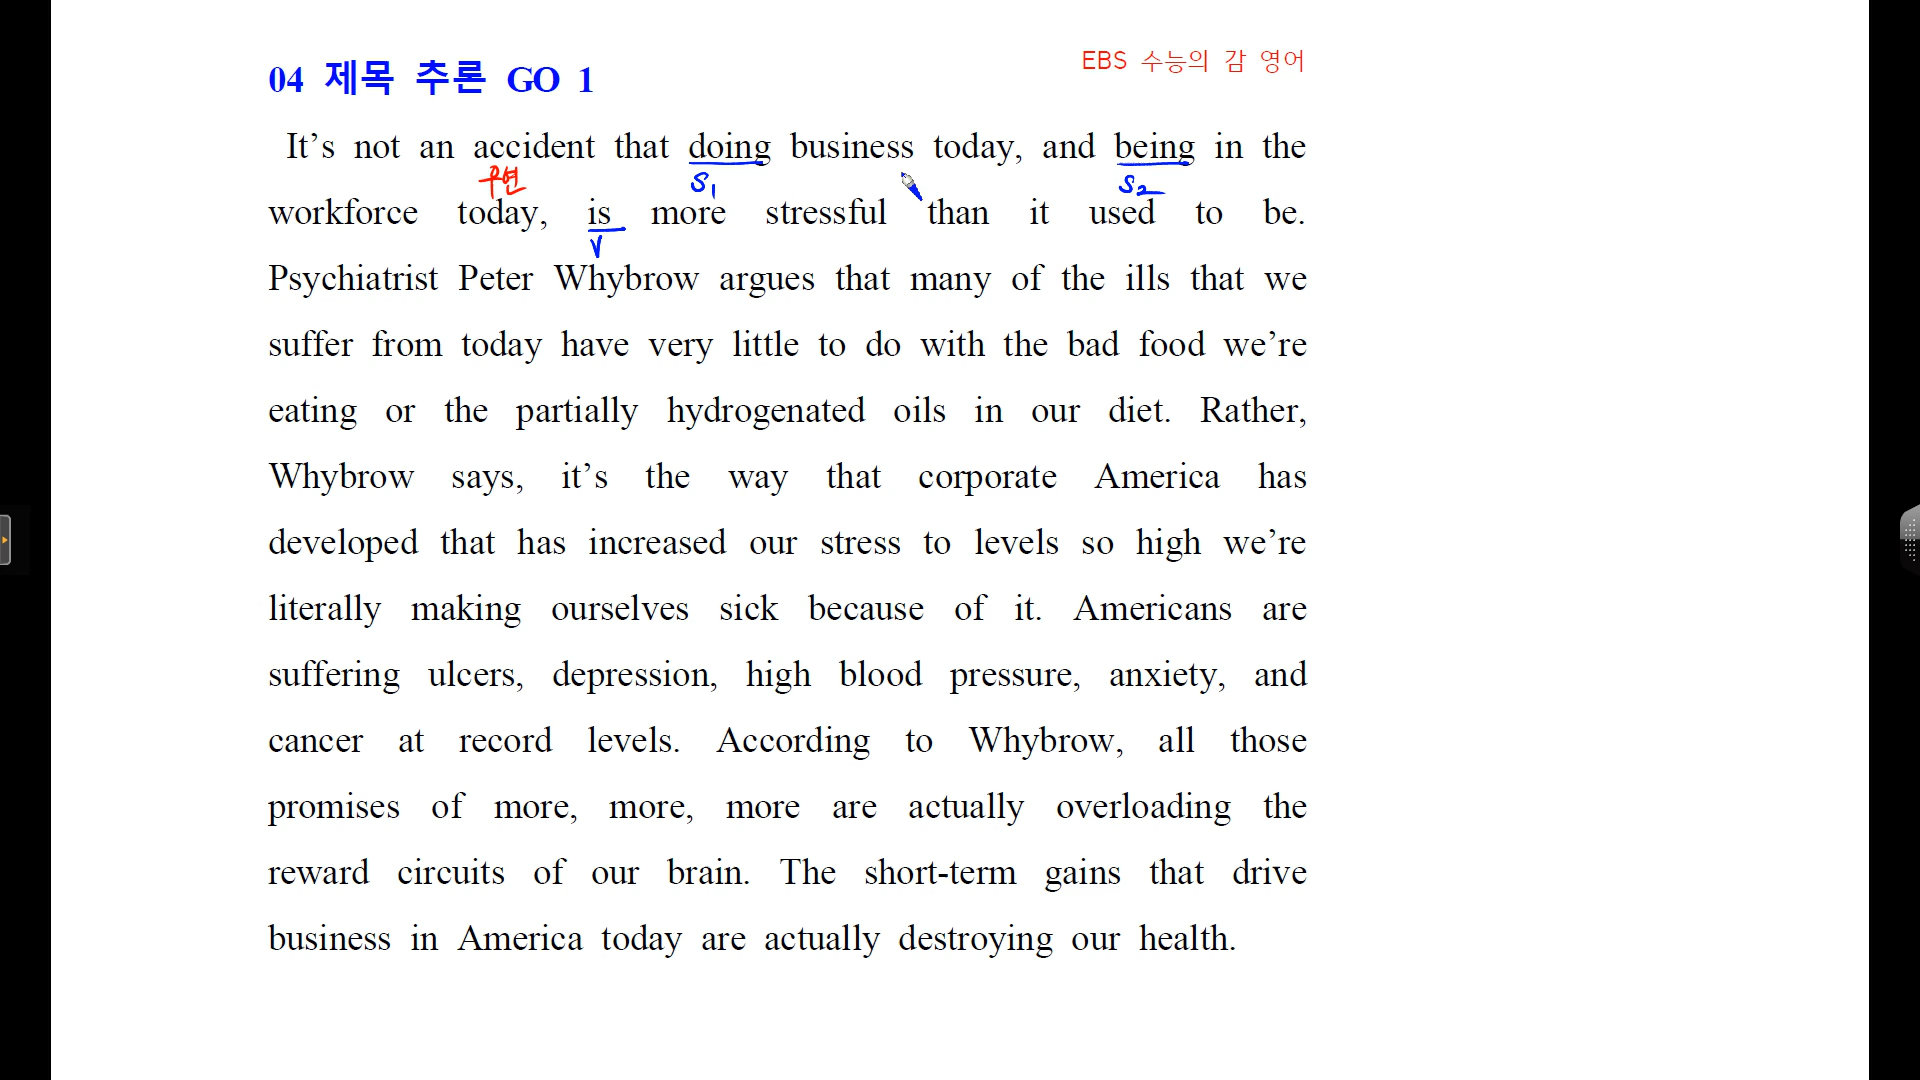 EBS 수능의 감 영어
04 제목 추론 GO 1
It’s not an accident that doing business today, and being in the
우연 S1 S2
workforce today, is more stressful than it used to be.
V
Psychiatrist Peter Whybrow argues that many of the ills that we
suffer from today have very little to do with the bad food we’re
eating or the partially hydrogenated oils in our diet. Rather,
Whybrow says, it’s the way that corporate America has
developed that has increased our stress to levels so high we’re
literally making ourselves sick because of it. Americans are
suffering ulcers, depression, high blood pressure, anxiety, and
cancer at record levels. According to Whybrow, all those
promises of more, more, more are actually overloading the
reward circuits of our brain. The short-term gains that drive
business in America today are actually destroying our health.